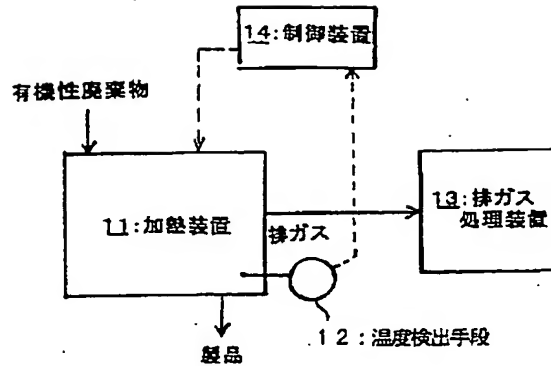 14:制御装置
有機性廃棄物
11:加熱装置
排ガス
13:排ガス
処理装置
12:温度検出手段
製品